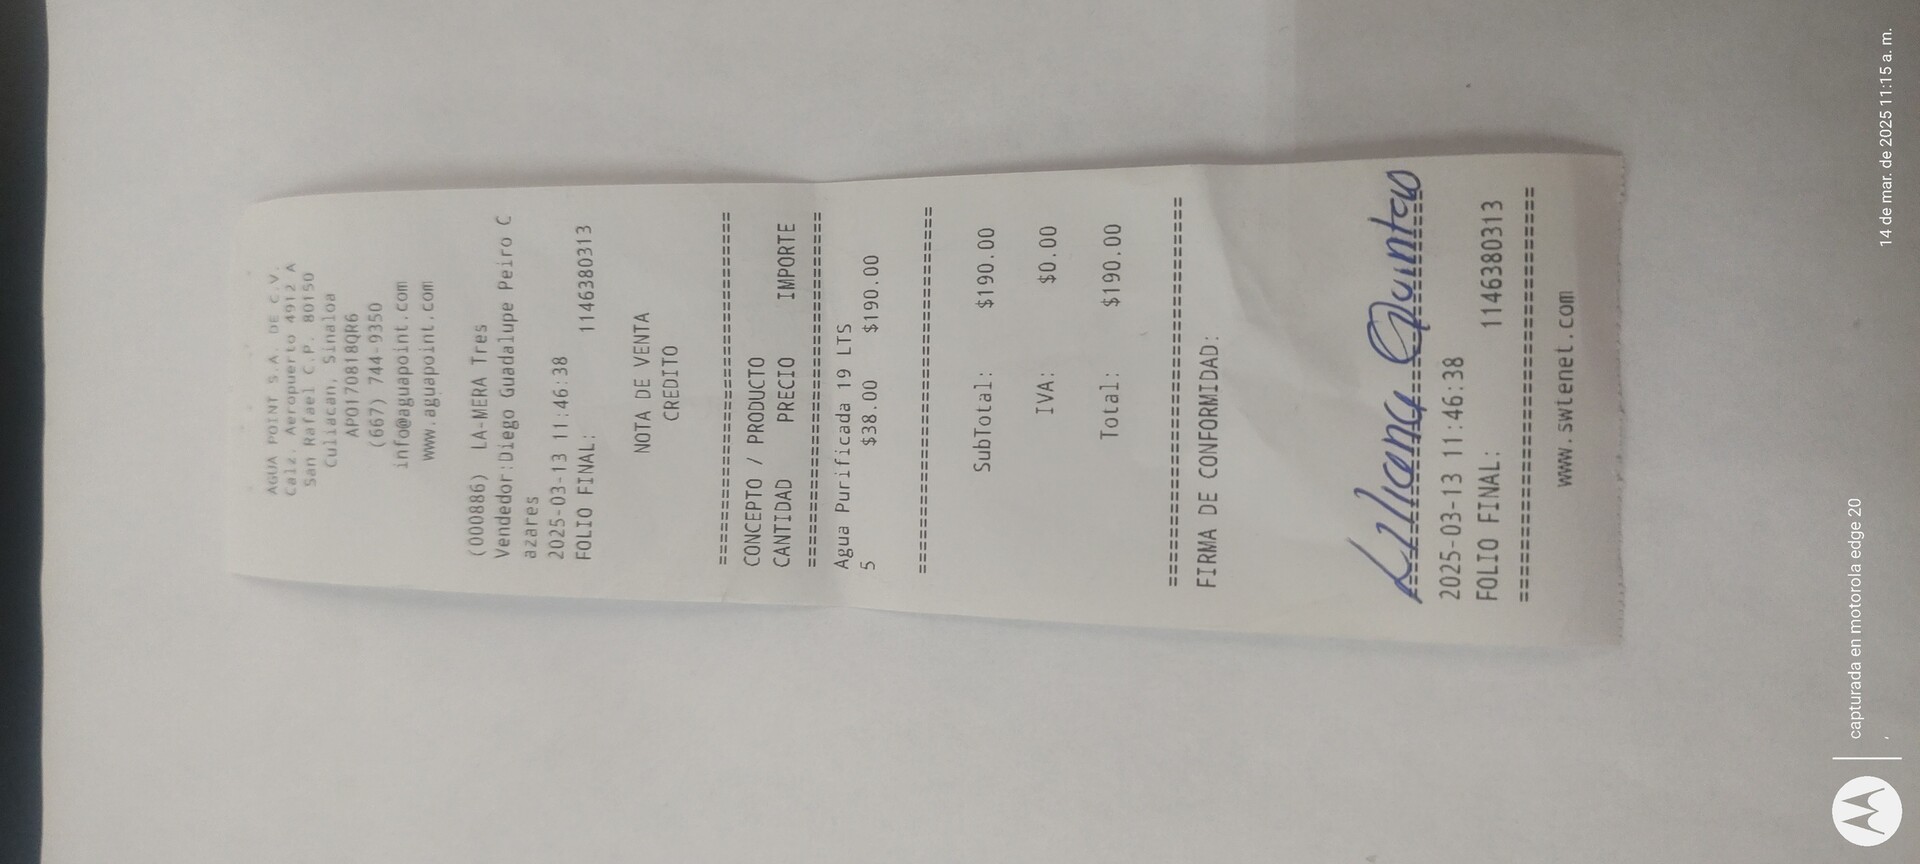 AGUA POINT S.A. DE C.V.
Calz. Aeropuerto 4912 A
San Rafael C.P. 80150
Culiacan, Sinaloa
APO170818QR6
(667) 744-9350
info@aguapoint.com
www.aguapoint.com
(000886) LA-MERA Tres
Vendedor:Diego Guadalupe Peiro C
azares
2025-03-13 11:46:38
FOLIO FINAL: 1146380313
NOTA DE VENTA
CREDITO
================================
CONCEPTO / PRODUCTO
CANTIDAD PRECIO IMPORTE
================================
Agua Purificada 19 LTS
5 $38.00 $190.00
================================
SubTotal: $190.00
IVA: $0.00
Total: $190.00
================================
FIRMA DE CONFORMIDAD:
Liliana Quintas
================================
2025-03-13 11:46:38
FOLIO FINAL: 1146380313
================================
www.swienet.com
capturada en motorola edge 20
14 de mar. de 2025 11:15 a. m.